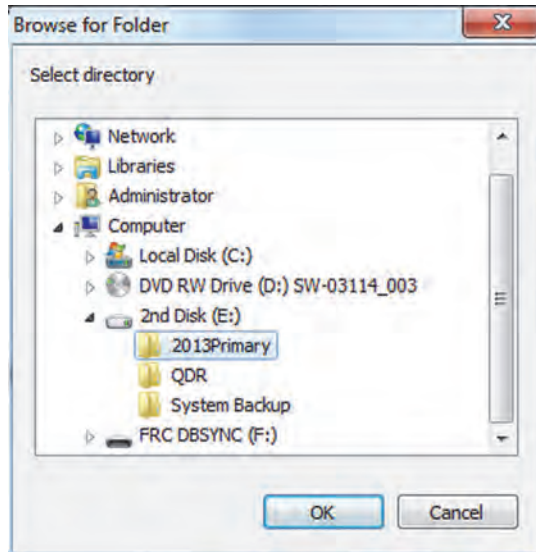 Browse for Folder
Select directory
Network
Libraries
Administrator
Computer
Local Disk (C:)
DVD RW Drive (D:) SW-03114_003
2nd Disk (E:)
2013Primary
QDR
System Backup
FRC DBSYNC (F:)
OK Cancel